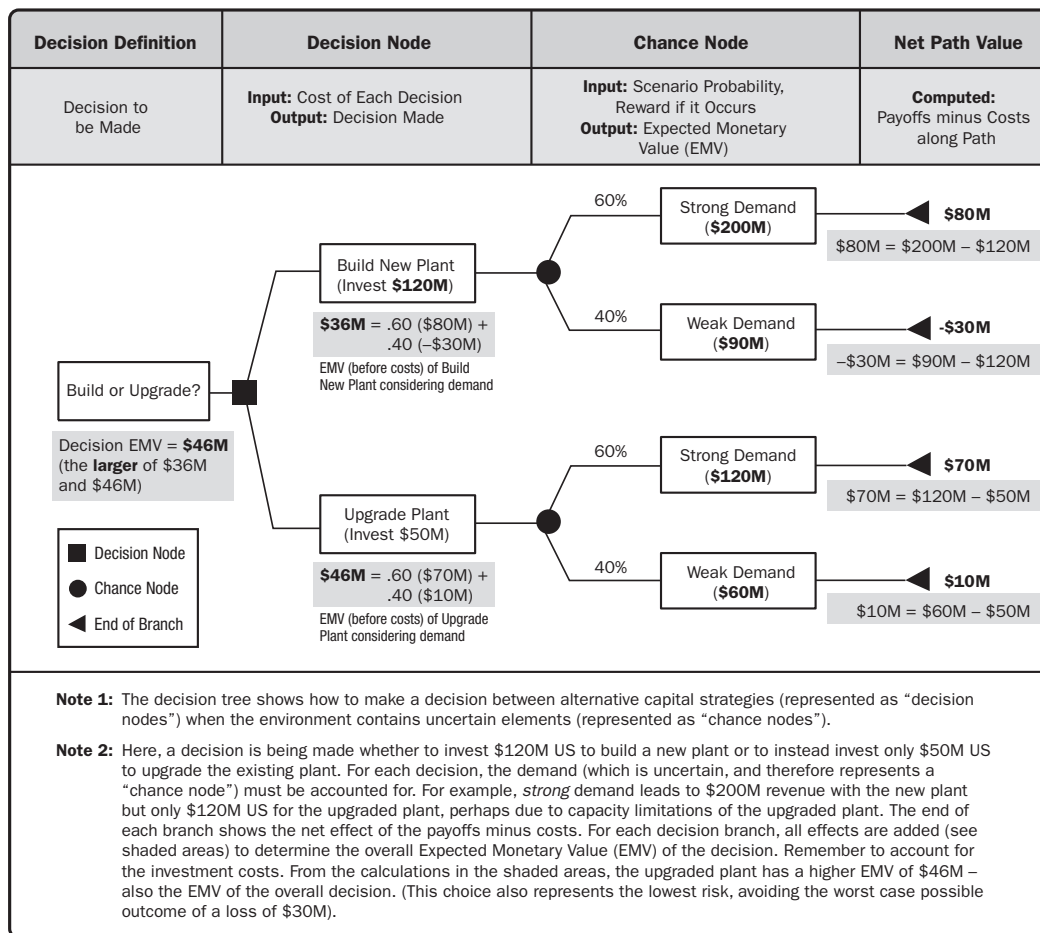 Decision Definition
Decision Node
Chance Node
Net Path Value
Decision to
be Made
Input: Cost of Each Decision
Output: Decision Made
Input: Scenario Probability,
Reward if it Occurs
Output: Expected Monetary
Value (EMV)
Computed:
Payoffs minus Costs
along Path
Build or Upgrade?
Decision EMV = $46M
(the larger of $36M
and $46M)
Decision Node
Chance Node
End of Branch
Build New Plant
(Invest $120M)
$36M = .60 ($80M) +
.40 (–$30M)
EMV (before costs) of Build
New Plant considering demand
Upgrade Plant
(Invest $50M)
$46M = .60 ($70M) +
.40 ($10M)
EMV (before costs) of Upgrade
Plant considering demand
60%
Strong Demand
($200M)
$80M
$80M = $200M – $120M
40%
Weak Demand
($90M)
-$30M
–$30M = $90M – $120M
60%
Strong Demand
($120M)
$70M
$70M = $120M – $50M
40%
Weak Demand
($60M)
$10M
$10M = $60M – $50M
Note 1: The decision tree shows how to make a decision between alternative capital strategies (represented as “decision
nodes”) when the environment contains uncertain elements (represented as “chance nodes”).
Note 2: Here, a decision is being made whether to invest $120M US to build a new plant or to instead invest only $50M US
to upgrade the existing plant. For each decision, the demand (which is uncertain, and therefore represents a
“chance node”) must be accounted for. For example, strong demand leads to $200M revenue with the new plant
but only $120M US for the upgraded plant, perhaps due to capacity limitations of the upgraded plant. The end of
each branch shows the net effect of the payoffs minus costs. For each decision branch, all effects are added (see
shaded areas) to determine the overall Expected Monetary Value (EMV) of the decision. Remember to account for
the investment costs. From the calculations in the shaded areas, the upgraded plant has a higher EMV of $46M –
also the EMV of the overall decision. (This choice also represents the lowest risk, avoiding the worst case possible
outcome of a loss of $30M).